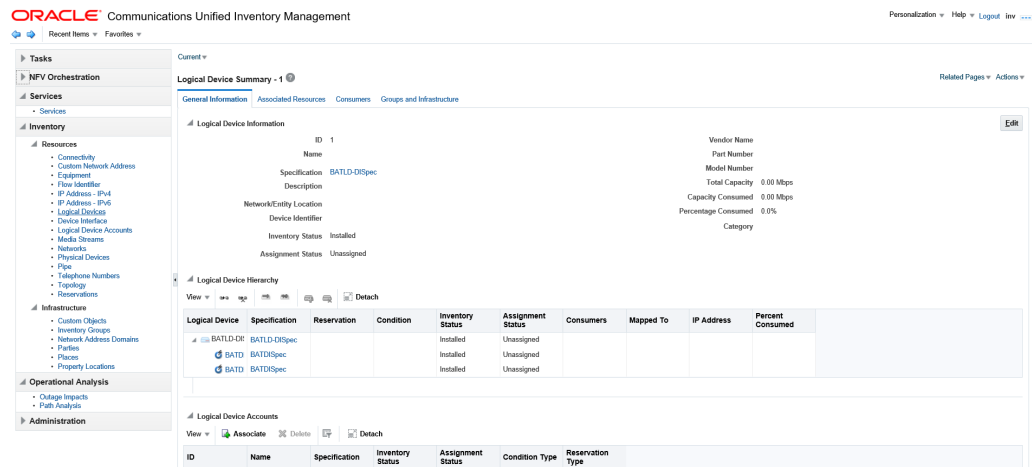 ORACLE® Communications Unified Inventory Management
Personalization Help Logout inv
Recent Items Favorites
Tasks
NFV Orchestration
Services
Services
Inventory
Resources
Connectivity
Custom Network Address
Equipment
Flow Identifier
IP Address - IPv4
IP Address - IPv6
Logical Devices
Device Interface
Logical Device Accounts
Media Streams
Networks
Physical Devices
Pipe
Telephone Numbers
Topology
Reservations
Infrastructure
Custom Objects
Inventory Groups
Network Address Domains
Parties
Places
Property Locations
Operational Analysis
Outage Impacts
Path Analysis
Administration
Current
Logical Device Summary - 1
Related Pages Actions
General Information Associated Resources Consumers Groups and Infrastructure
Logical Device Information
Edit
ID 1
Name
Specification BATLD-DISpec
Description
Network/Entity Location
Device Identifier
Inventory Status Installed
Assignment Status Unassigned
Vendor Name
Part Number
Model Number
Total Capacity 0.00 Mbps
Capacity Consumed 0.00 Mbps
Percentage Consumed 0.0%
Category
Logical Device Hierarchy
View Detach
Logical Device Specification Reservation Condition Inventory Status Assignment Status Consumers Mapped To IP Address Percent Consumed
BATLD-DIS BATLD-DISpec Installed Unassigned
BATD BATDISpec Installed Unassigned
BATD BATDISpec Installed Unassigned
Logical Device Accounts
View Associate Delete Detach
ID Name Specification Inventory Status Assignment Status Condition Type Reservation Type